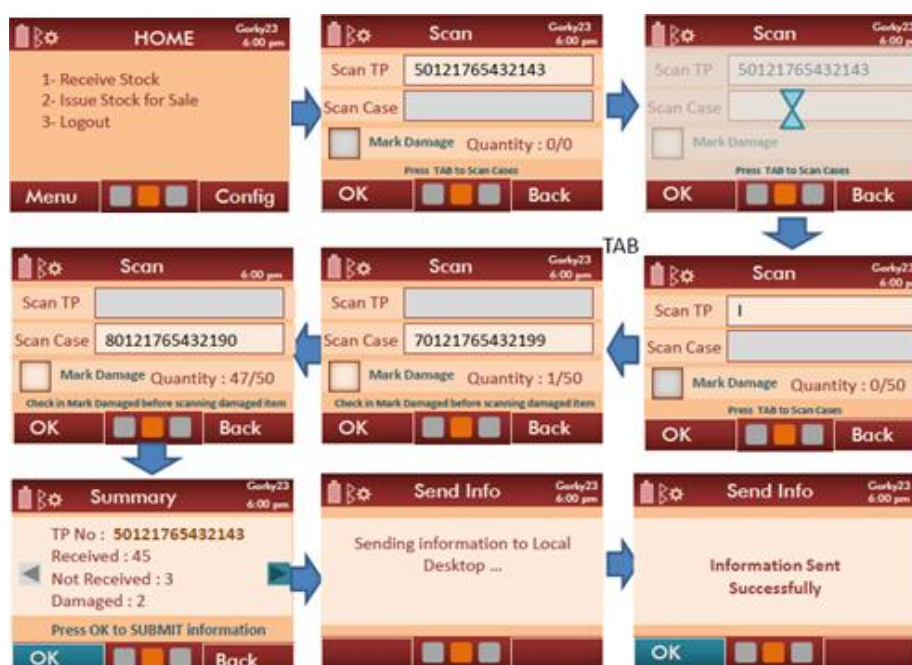 HOME
Gorky23
6:00 pm
1- Receive Stock
2- Issue Stock for Sale
3- Logout
Menu
Config
Scan
Gorky23
6:00 pm
Scan TP
50121765432143
Scan Case
Mark Damage
Quantity : 0/0
Press TAB to Scan Cases
OK
Back
Scan
Gorky23
6:00 pm
Scan TP
50121765432143
Scan Case
Mark Damage
Press TAB to Scan Cases
OK
Back
TAB
Scan
Gorky23
6:00 p
Scan TP
I
Scan Case
Mark Damage
Quantity : 0/50
Press TAB to Scan Cases
OK
Back
Scan
Gorky23
6:00 pm
Scan TP
Scan Case
70121765432199
Mark Damage
Quantity : 1/50
Check in Mark Damaged before scanning damaged item
OK
Back
Scan
6:00 pm
Scan TP
Scan Case
80121765432190
Mark Damage
Quantity : 47/50
Check in Mark Damaged before scanning damaged item
OK
Back
Summary
Gorky23
6:00 pm
TP No : 50121765432143
Received : 45
Not Received : 3
Damaged : 2
Press OK to SUBMIT information
OK
Back
Send Info
Gorky23
6:00 pm
Sending information to Local
Desktop ...
Send Info
Gorky23
6:00 pm
Information Sent
Successfully
OK